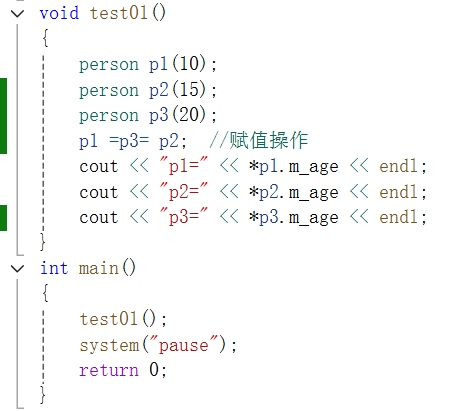 void test01()
{
person p1(10);
person p2(15);
person p3(20);
p1 =p3= p2;  //赋值操作
cout << "p1=" << *p1.m_age << endl;
cout << "p2=" << *p2.m_age << endl;
cout << "p3=" << *p3.m_age << endl;
}
int main()
{
test01();
system("pause");
return 0;
}